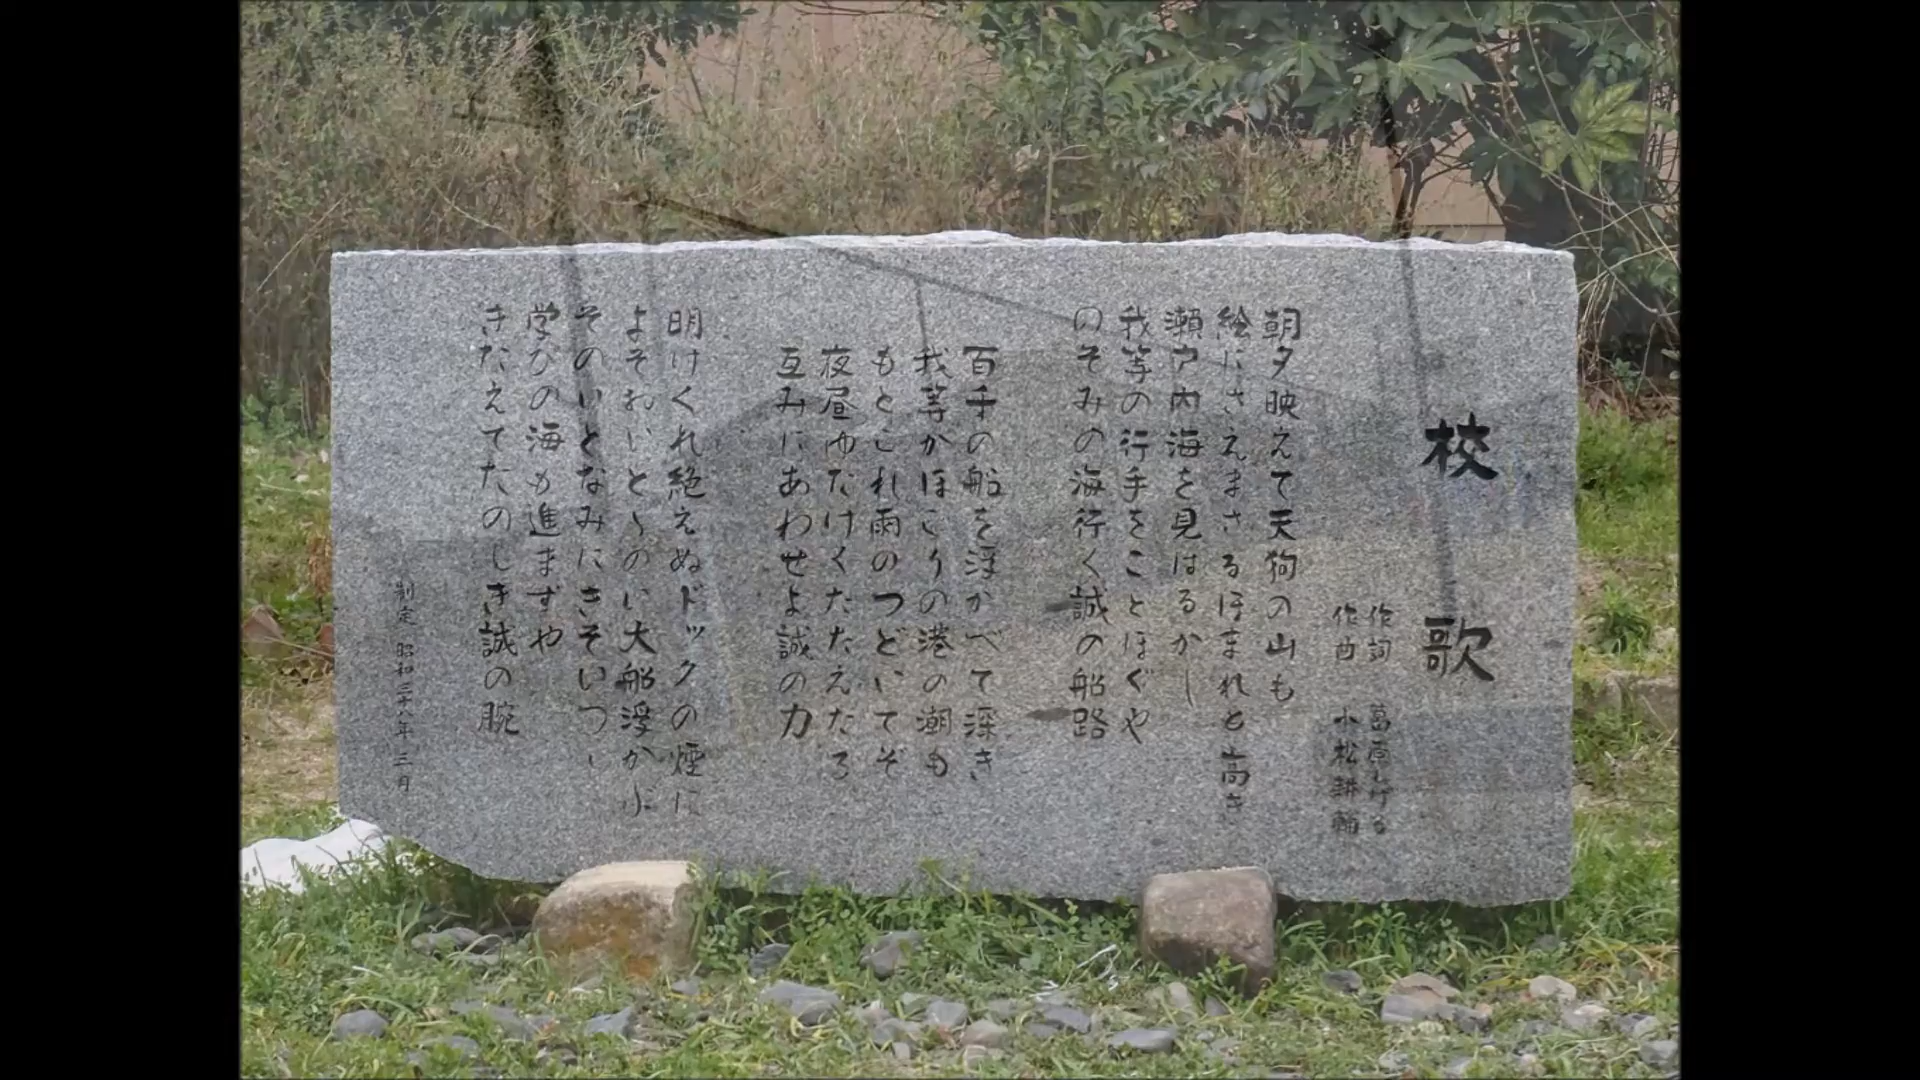 校歌
作詞 葛原しげる
作曲 小松耕輔
朝夕映えて天狗の山も
絵にさえまさるほまれと高き
瀬戸内海を見はるかし
我等の行手をことほぐや
のぞみの海行く誠の船路
百千の船を浮かべて深き
我等がほこりの港の潮も
もとこれ雨のつどいてぞ
夜昼ゆたけくたたえたる
互みにあわせよ誠の力
明けくれ絶えぬドックの煙に
よそおいとゝのい大船浮かぶ
そのいとなみにきそいつゝ
学びの海も進まずや
きたえてたのしき誠の腕
制定 昭和三十八年三月